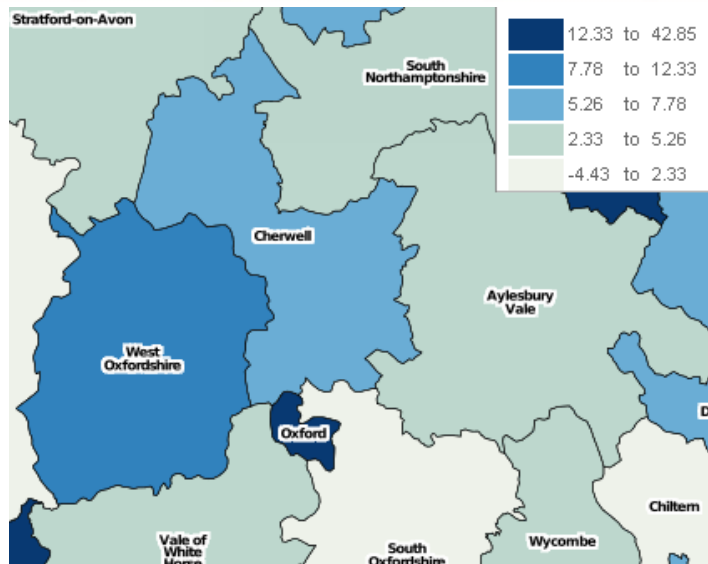 Stratford-on-Avon
12.33 to 42.85
7.78 to 12.33
5.26 to 7.78
2.33 to 5.26
-4.43 to 2.33
South
Northamptonshire
Cherwell
Aylesbury
Vale
West
Oxfordshire
D
Oxford
Chiltern
Vale of
White
Horse
Wycombe
South
Oxfordshire